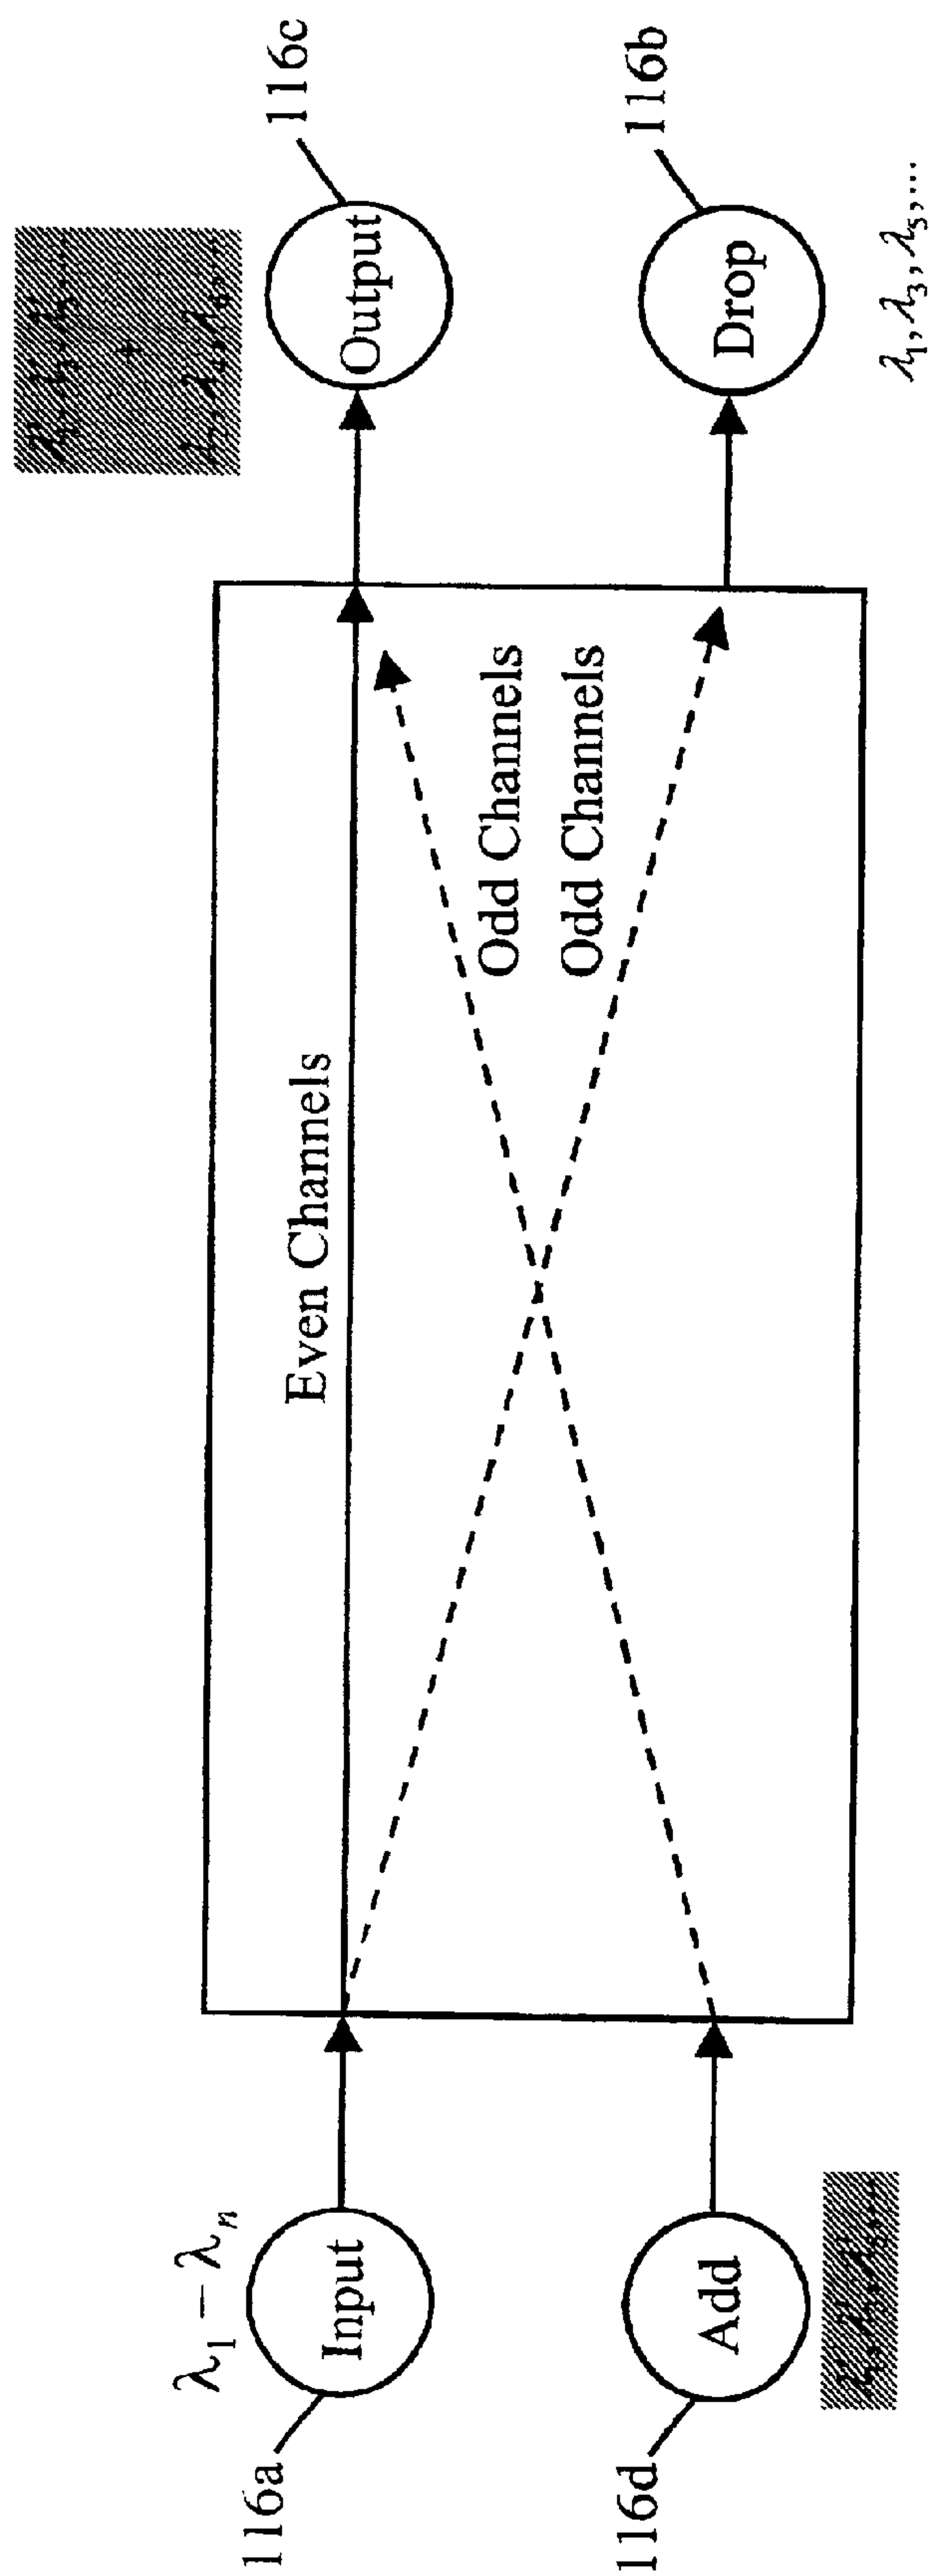 λ₁ – λₙ
116a
Input
Even Channels
Output
116c
116d
Add
Odd Channels
Odd Channels
Drop
116b
λ₁, λ₃, λ₅,...